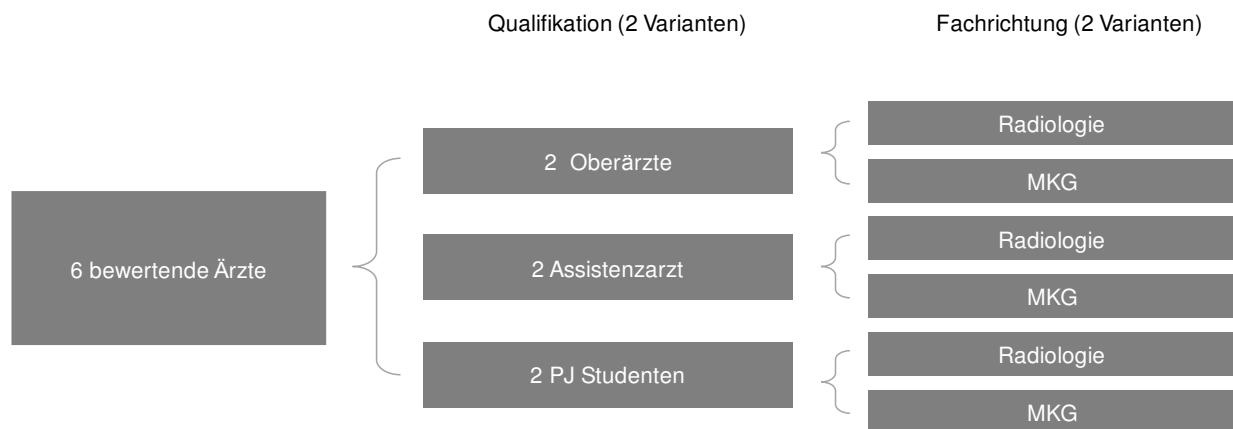 Qualifikation (2 Varianten)
Fachrichtung (2 Varianten)
6 bewertende Ärzte
2 Oberärzte
Radiologie
MKG
2 Assistenzarzt
Radiologie
MKG
2 PJ Studenten
Radiologie
MKG